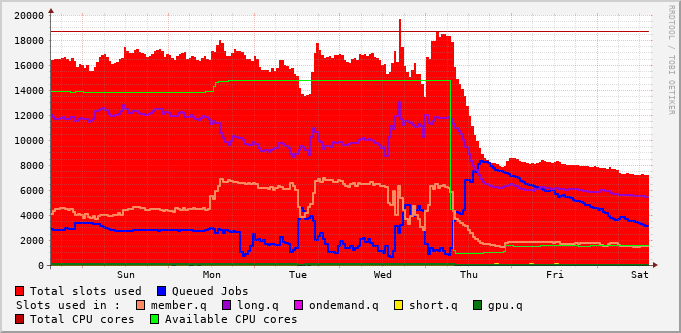 RRDTOOL / TOBI OETIKER
20000
18000
16000
14000
12000
10000
8000
6000
4000
2000
0
Sun Mon Tue Wed Thu Fri Sat
Total slots used Queued Jobs
Slots used in : member.q long.q ondemand.q short.q gpu.q
Total CPU cores Available CPU cores